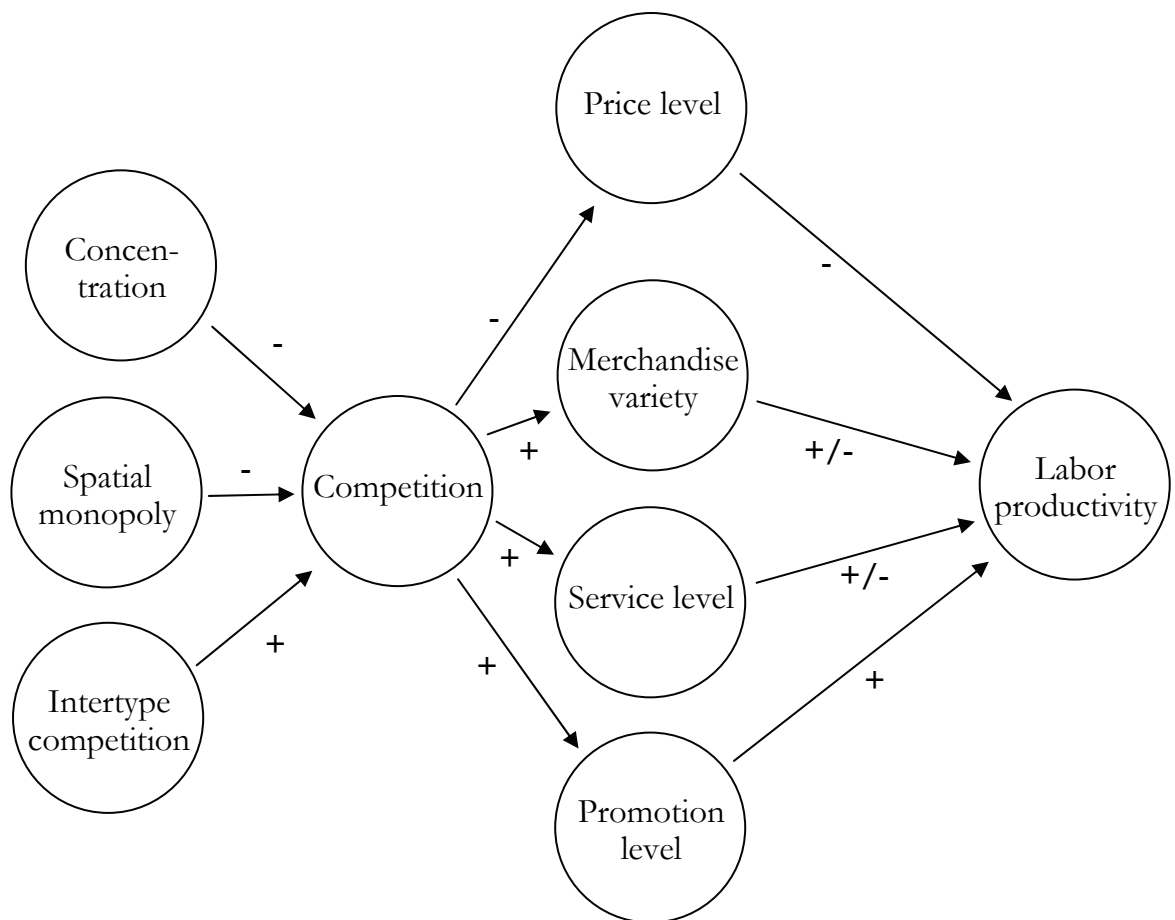 Price level
Concen-
tration
-
-
-
Merchandise
variety
+
+/-
Spatial
monopoly
-
Competition
Labor
productivity
+
Service level
+/-
+
Intertype
competition
+
+
Promotion
level